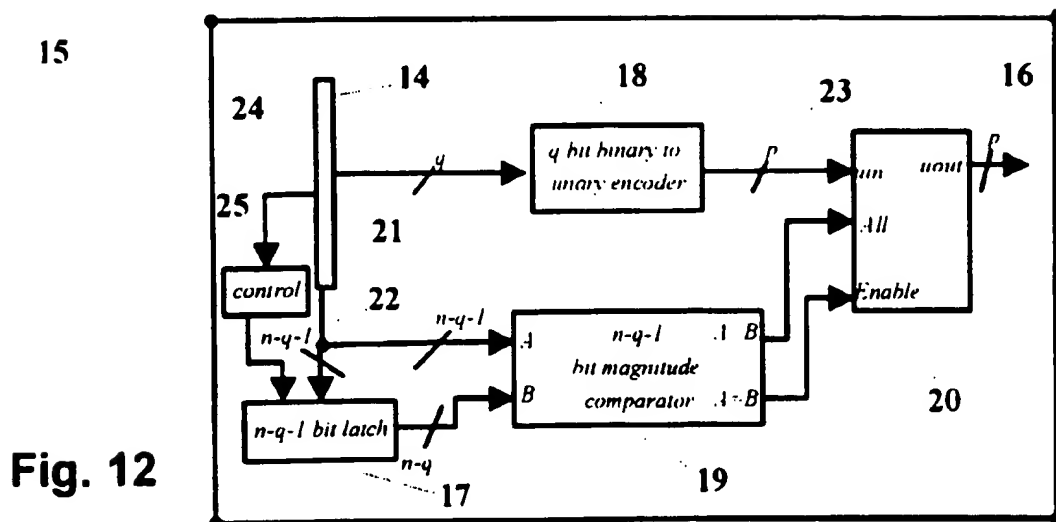 15
14
18
23
16
24
q
q bit binary to
unary encoder
p
un
uout
p
25
21
All
control
22
Enable
n-q-1
n-q-1
A
n-q-1
bit magnitude
comparator
A
B
B
n-q-1 bit latch
n-q
20
Fig. 12
17
19